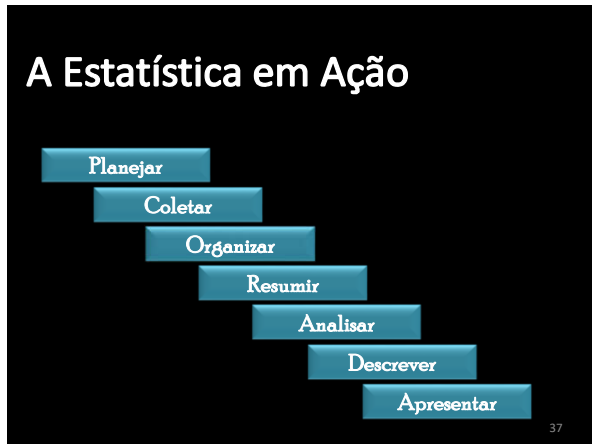 A Estatística em Ação
Planejar
Coletar
Organizar
Resumir
Analisar
Descrever
Apresentar
37